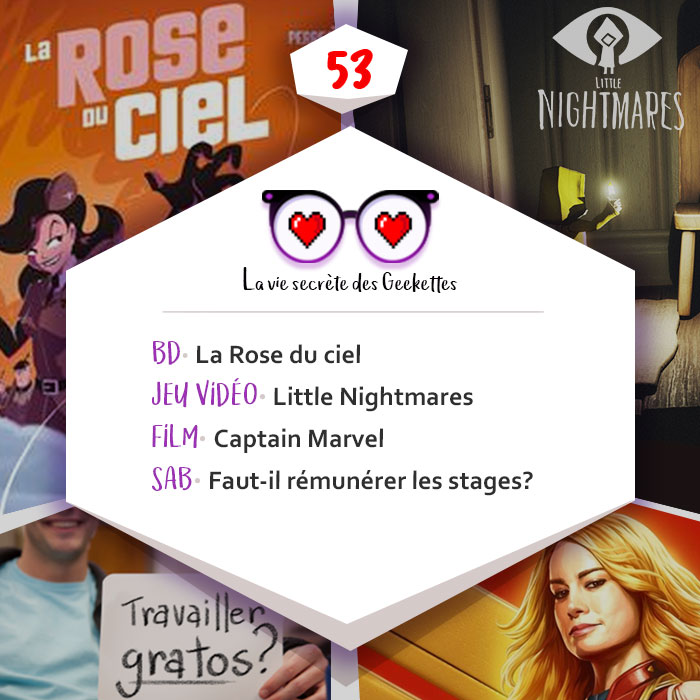 La
ROSE
DU
CIEL
53
LITTLE
NIGHTMARES
La vie secrète des Geekettes
BD• La Rose du ciel
JEU VIDÉO• Little Nightmares
FILM• Captain Marvel
SAB• Faut-il rémunérer les stages?
Travailler
gratos?